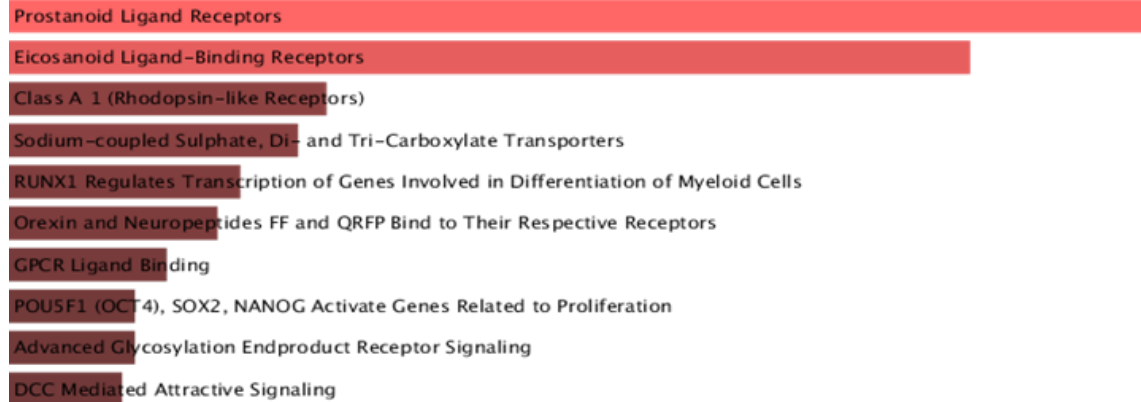 Prostanoid Ligand Receptors
Eicosanoid Ligand-Binding Receptors
Class A 1 (Rhodopsin-like Receptors)
Sodium-coupled Sulphate, Di- and Tri-Carboxylate Transporters
RUNX1 Regulates Transcription of Genes Involved in Differentiation of Myeloid Cells
Orexin and Neuropeptides FF and QRFP Bind to Their Respective Receptors
GPCR Ligand Binding
POU5F1 (OCT4), SOX2, NANOG Activate Genes Related to Proliferation
Advanced Glycosylation Endproduct Receptor Signaling
DCC Mediated Attractive Signaling